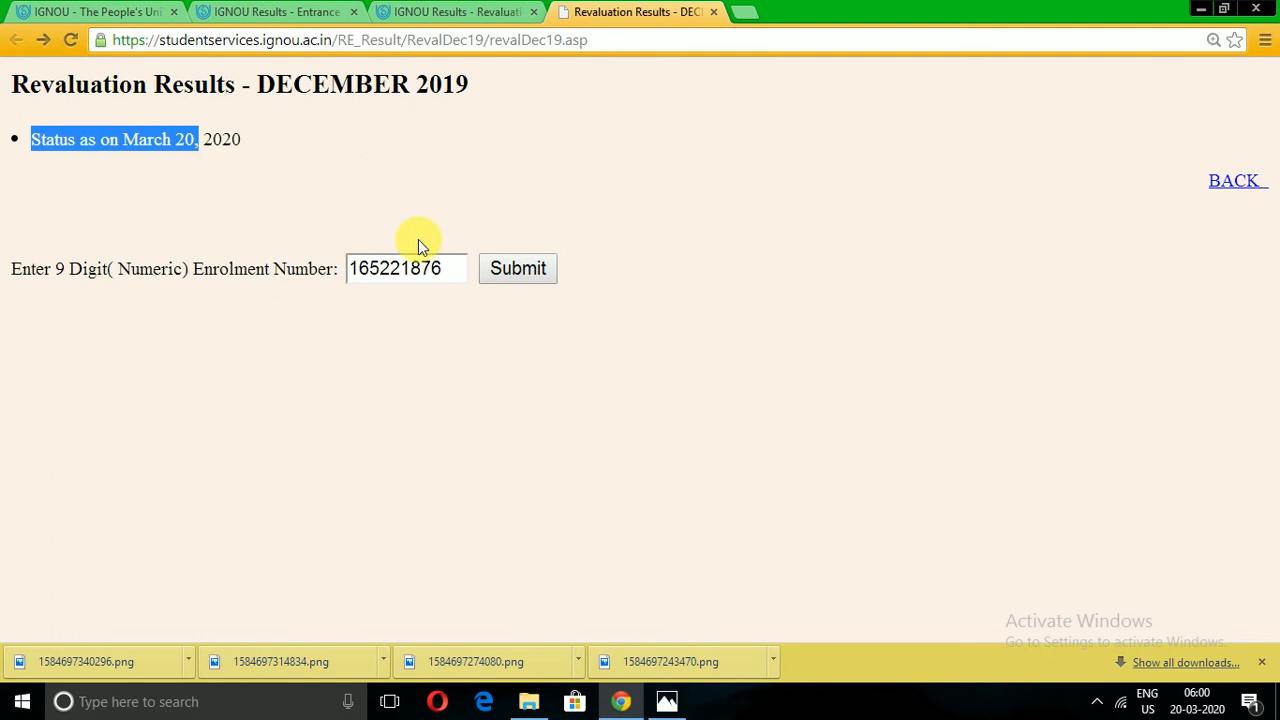 IGNOU - The People's Uni
IGNOU Results - Entrance
IGNOU Results - Revaluati
Revaluation Results - DEC
https://studentservices.ignou.ac.in/RE_Result/RevalDec19/revalDec19.asp
Revaluation Results - DECEMBER 2019
Status as on March 20, 2020
BACK
Enter 9 Digit( Numeric) Enrolment Number: 165221876 Submit
Activate Windows
Go to Settings to activate Windows.
1584697340296.png
1584697314834.png
1584697274080.png
1584697243470.png
Show all downloads...
Type here to search
ENG
US
06:00
20-03-2020
1